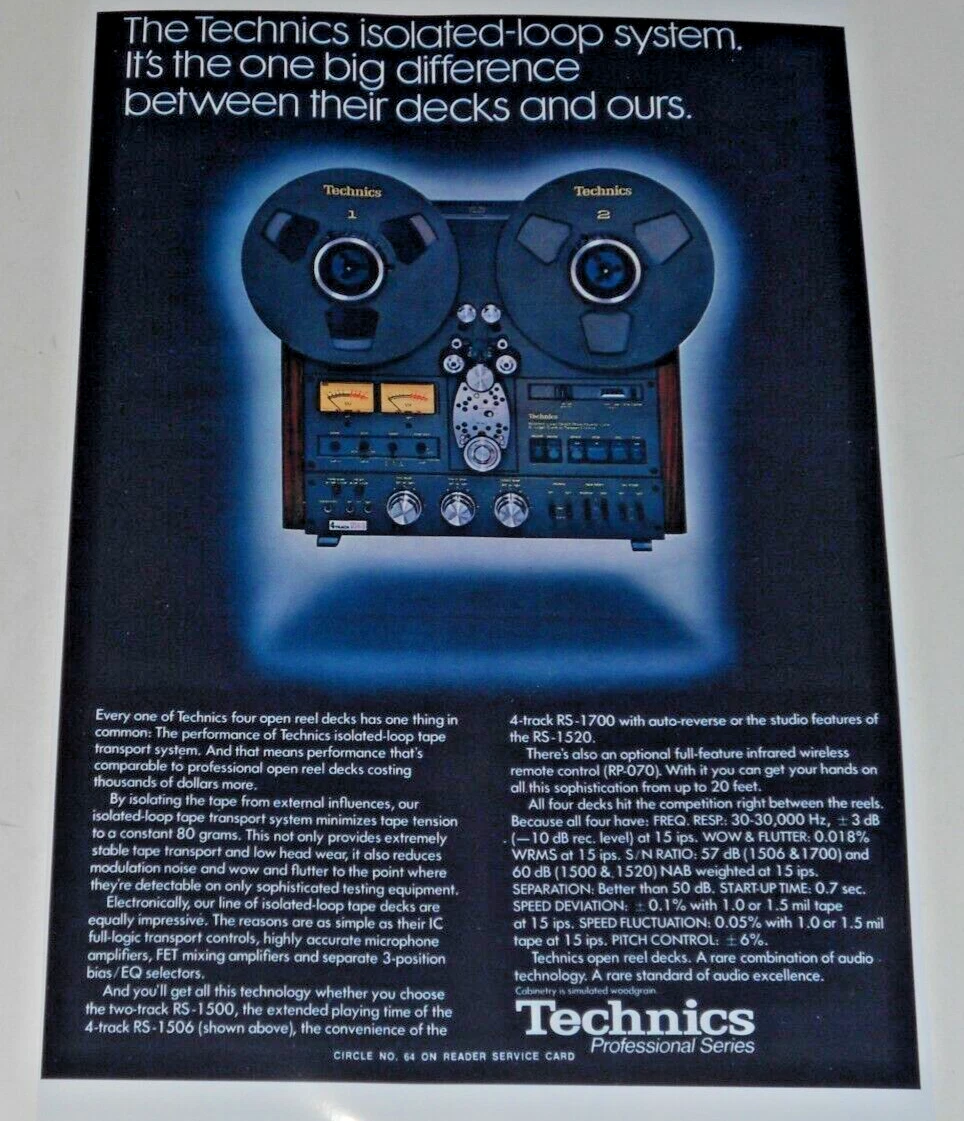 The Technics isolated-loop system.
It's the one big difference
between their decks and ours.
Technics
1
Technics
2
Technics
4-TRACK
Every one of Technics four open reel decks has one thing in
common: The performance of Technics isolated-loop tape
transport system. And that means performance that's
comparable to professional open reel decks costing
thousands of dollars more.
By isolating the tape from external influences, our
isolated-loop tape transport system minimizes tape tension
to a constant 80 grams. This not only provides extremely
stable tape transport and low head wear, it also reduces
modulation noise and wow and flutter to the point where
they're detectable on only sophisticated testing equipment.
Electronically, our line of isolated-loop tape decks are
equally impressive. The reasons are as simple as their IC
full-logic transport controls, highly accurate microphone
amplifiers, FET mixing amplifiers and separate 3-position
bias/EQ selectors.
And you'll get all this technology whether you choose
the two-track RS-1500, the extended playing time of the
4-track RS-1506 (shown above), the convenience of the
4-track RS-1700 with auto-reverse or the studio features of
the RS-1520.
There's also an optional full-feature infrared wireless
remote control (RP-070). With it you can get your hands on
all this sophistication from up to 20 feet.
All four decks hit the competition right between the reels.
Because all four have: FREQ. RESP.: 30-30,000 Hz, ±3 dB
(—10 dB rec. level) at 15 ips. WOW & FLUTTER: 0.018%
WRMS at 15 ips. S/N RATIO: 57 dB (1506 & 1700) and
60 dB (1500 & 1520) NAB weighted at 15 ips.
SEPARATION: Better than 50 dB. START-UP TIME: 0.7 sec.
SPEED DEVIATION: ±0.1% with 1.0 or 1.5 mil tape
at 15 ips. SPEED FLUCTUATION: 0.05% with 1.0 or 1.5 mil
tape at 15 ips. PITCH CONTROL: ±6%.
Technics open reel decks. A rare combination of audio
technology. A rare standard of audio excellence.
Cabinetry is simulated woodgrain.
Technics
Professional Series
CIRCLE NO. 64 ON READER SERVICE CARD